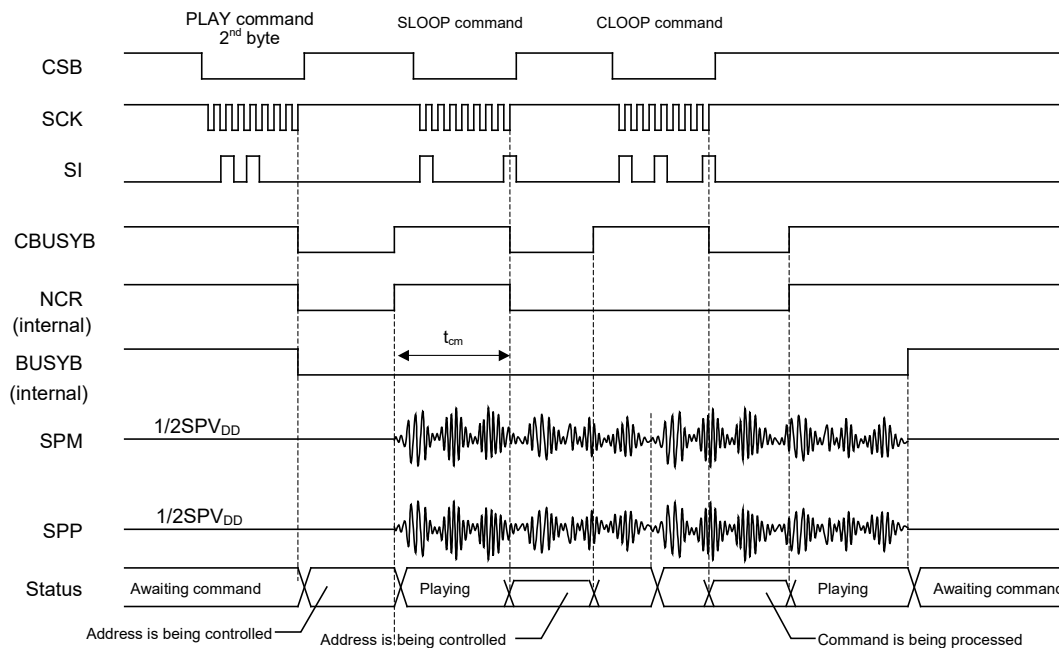 PLAY command
2nd byte
SLOOP command
CLOOP command
CSB
SCK
SI
CBUSYB
NCR
(internal)
tcm
BUSYB
(internal)
SPM
1/2SPVDD
SPP
1/2SPVDD
Status
Awaiting command
Playing
Playing
Awaiting command
Address is being controlled
Address is being controlled
Command is being processed